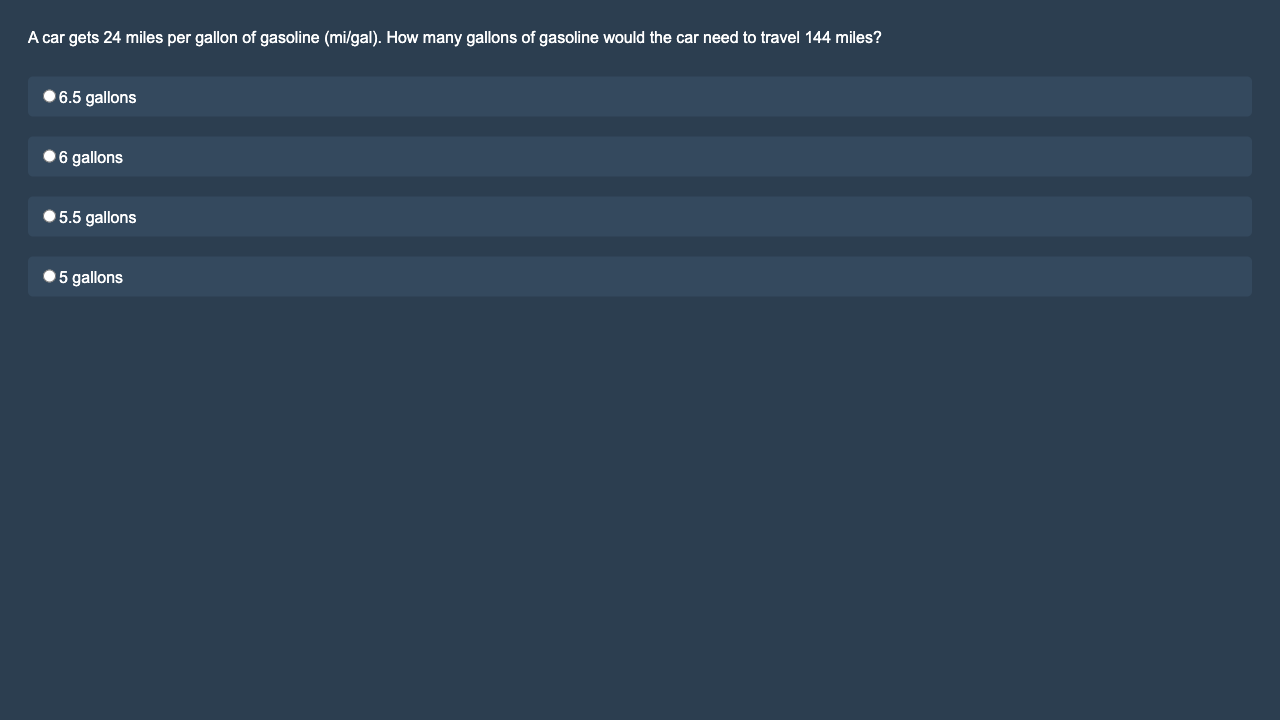 A car gets 24 miles per gallon of gasoline (mi/gal). How many gallons of gasoline would the car need to travel 144 miles?
6.5 gallons
6 gallons
5.5 gallons
5 gallons